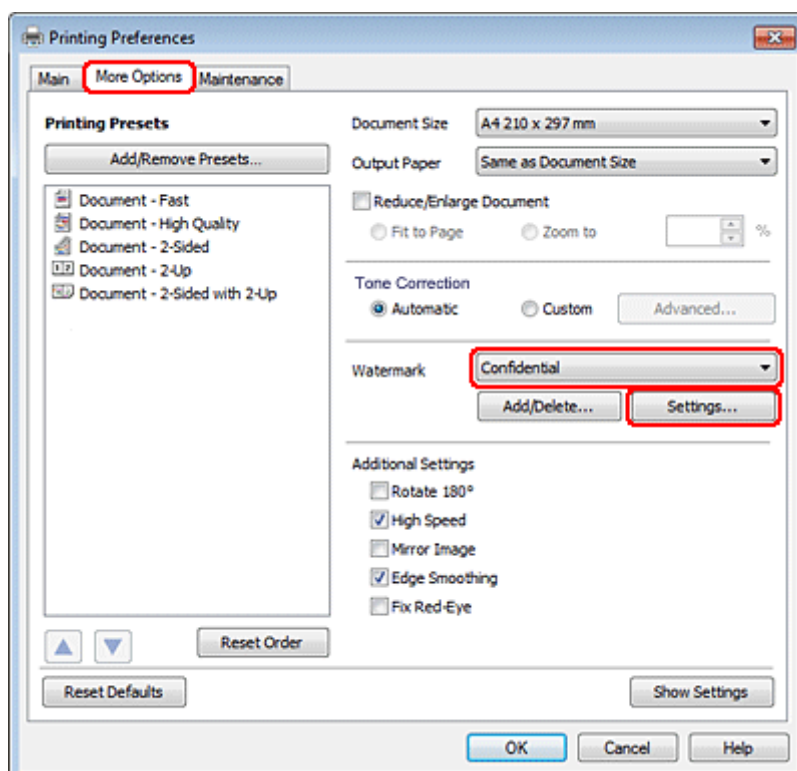 Printing Preferences
Main More Options Maintenance
Printing Presets
Add/Remove Presets...
Document - Fast
Document - High Quality
Document - 2-Sided
Document - 2-Up
Document - 2-Sided with 2-Up
Reset Order
Document Size A4 210 x 297 mm
Output Paper Same as Document Size
Reduce/Enlarge Document
Fit to Page Zoom to %
Tone Correction
Automatic Custom Advanced...
Watermark Confidential
Add/Delete... Settings...
Additional Settings
Rotate 180°
High Speed
Mirror Image
Edge Smoothing
Fix Red-Eye
Reset Defaults Show Settings
OK Cancel Help